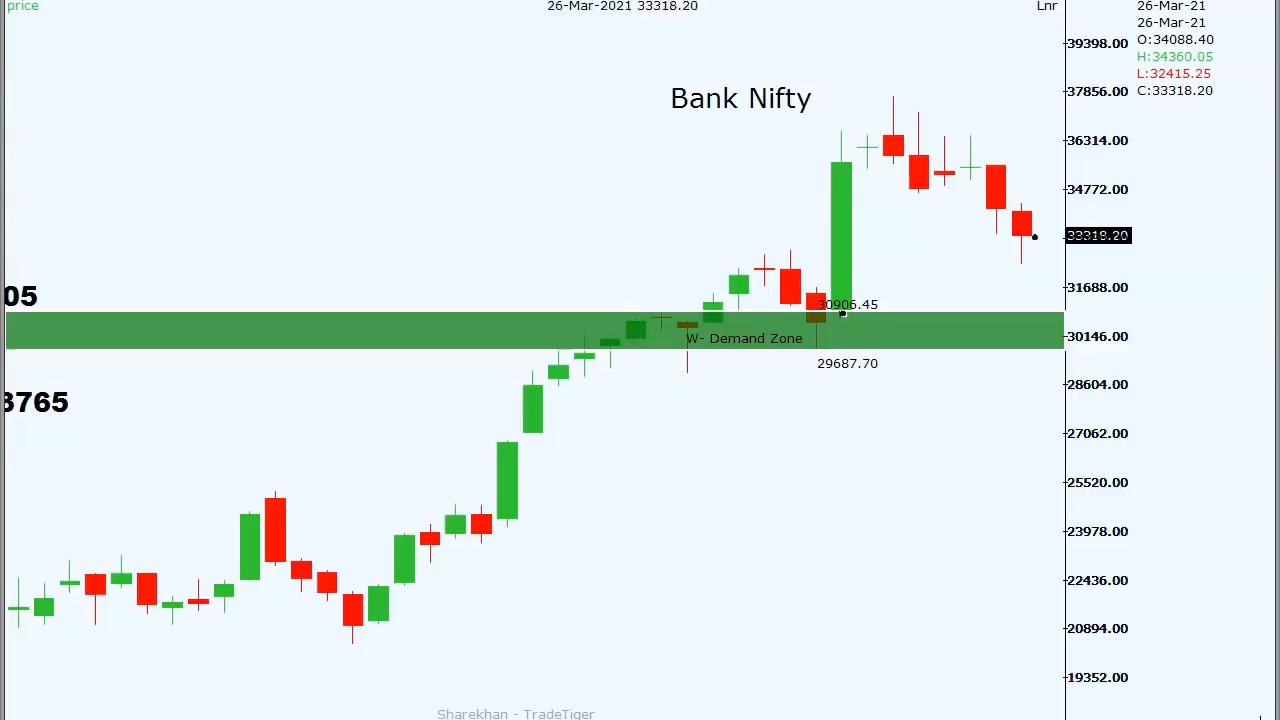 price
26-Mar-2021 33318.20
Lnr
26-Mar-21
26-Mar-21
O:34088.40
H:34360.05
L:32415.25
C:33318.20
39398.00
37856.00
36314.00
34772.00
33318.20
31688.00
30146.00
28604.00
27062.00
25520.00
23978.00
22436.00
20894.00
19352.00
Bank Nifty
05
30906.45
W- Demand Zone
29687.70
3765
Sharekhan - TradeTiger